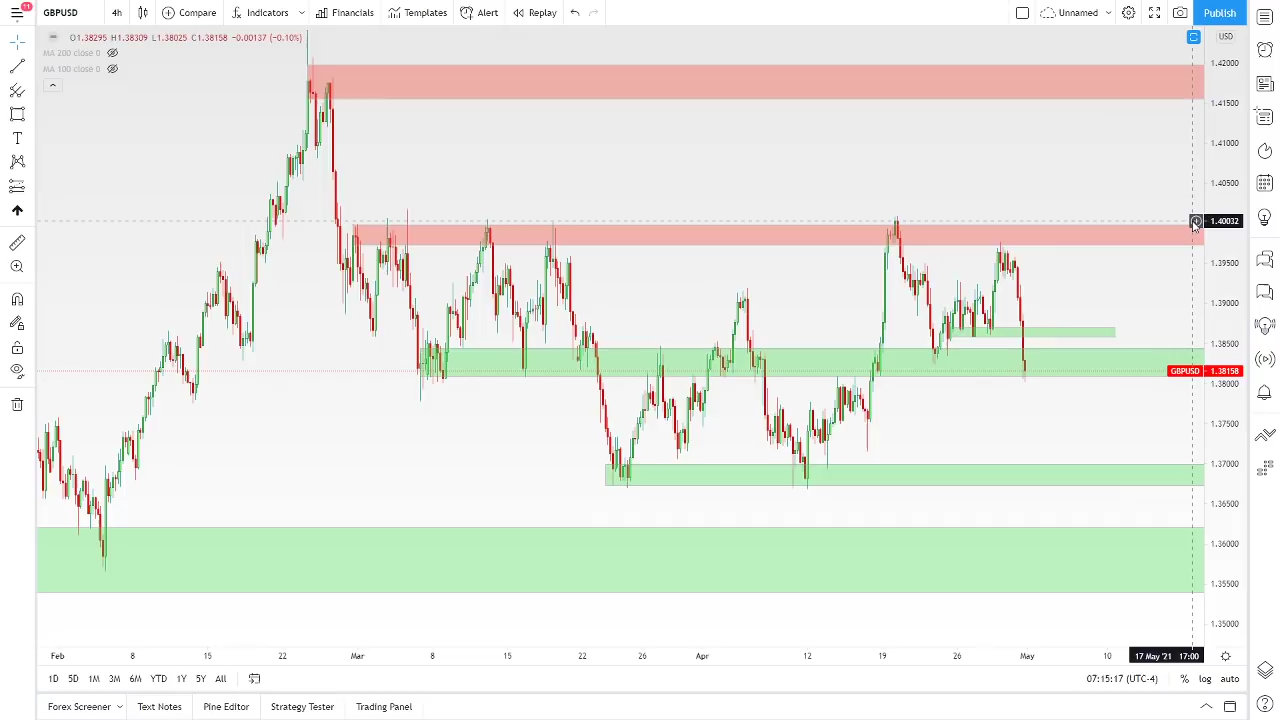 11
GBPUSD 4h Compare Indicators Financials Templates Alert Replay Unnamed Publish
O1.38295 H1.38309 L1.38025 C1.38158 −0.00137 (−0.10%)
USD
MA 200 close 0
MA 100 close 0
1.42000
1.41500
1.41000
1.40500
1.40032
1.39500
1.39000
1.38500
GBPUSD 1.38158
1.38000
1.37500
1.37000
1.36500
1.36000
1.35500
1.35000
Feb 8 15 22 Mar 8 15 22 26 Apr 12 19 26 May 10 17 May '21 17:00
1D 5D 1M 3M 6M YTD 1Y 5Y All 07:15:17 (UTC-4) % log auto
Forex Screener Text Notes Pine Editor Strategy Tester Trading Panel